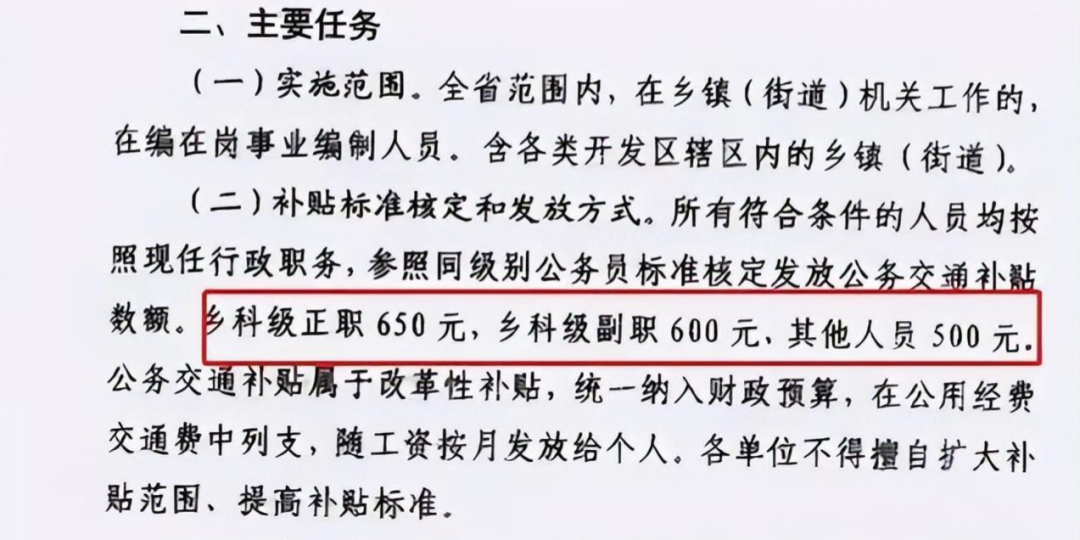 二、主要任务
（一）实施范围。全省范围内，在乡镇（街道）机关工作的，
在编在岗事业编制人员。含各类开发区辖区内的乡镇（街道）。
（二）补贴标准核定和发放方式。所有符合条件的人员均按
照现任行政职务，参照同级别公务员标准核定发放公务交通补贴
数额。乡科级正职 650 元，乡科级副职 600 元，其他人员 500 元。
公务交通补贴属于改革性补贴，统一纳入财政预算，在公用经费
交通费中列支，随工资按月发放给个人。各单位不得擅自扩大补
贴范围、提高补贴标准。